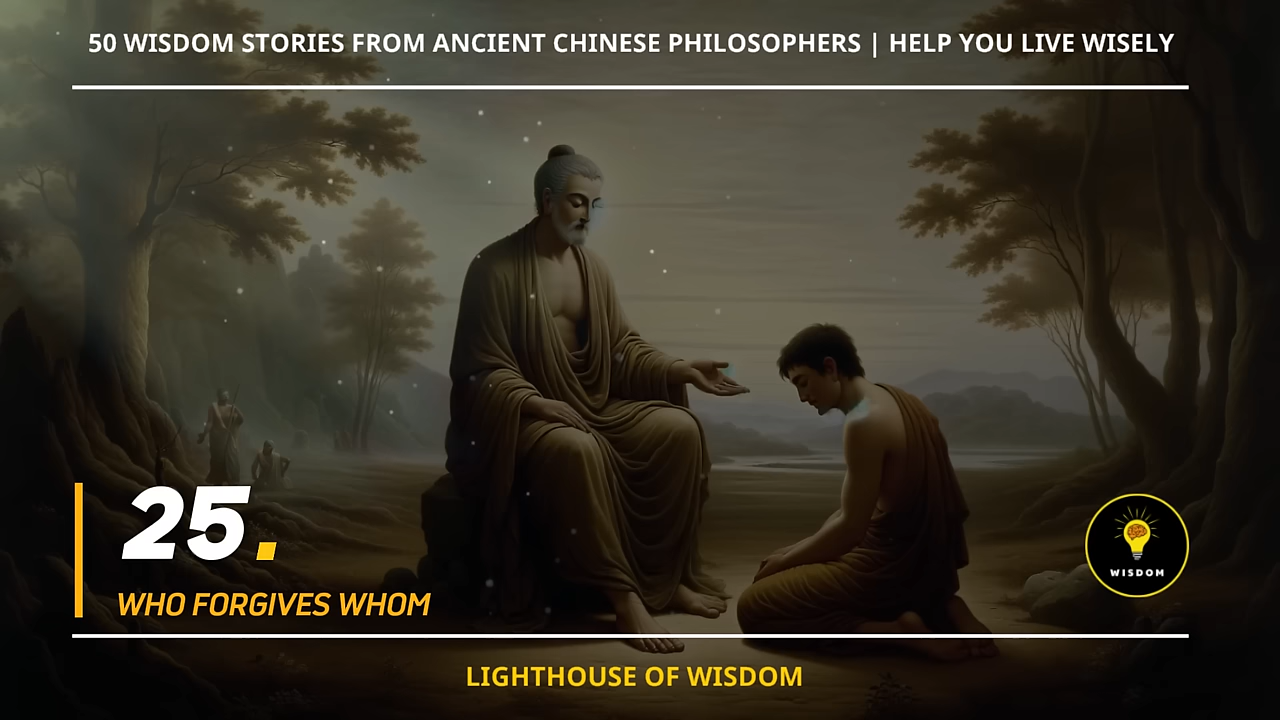 50 WISDOM STORIES FROM ANCIENT CHINESE PHILOSOPHERS | HELP YOU LIVE WISELY
25.
WHO FORGIVES WHOM
WISDOM
LIGHTHOUSE OF WISDOM